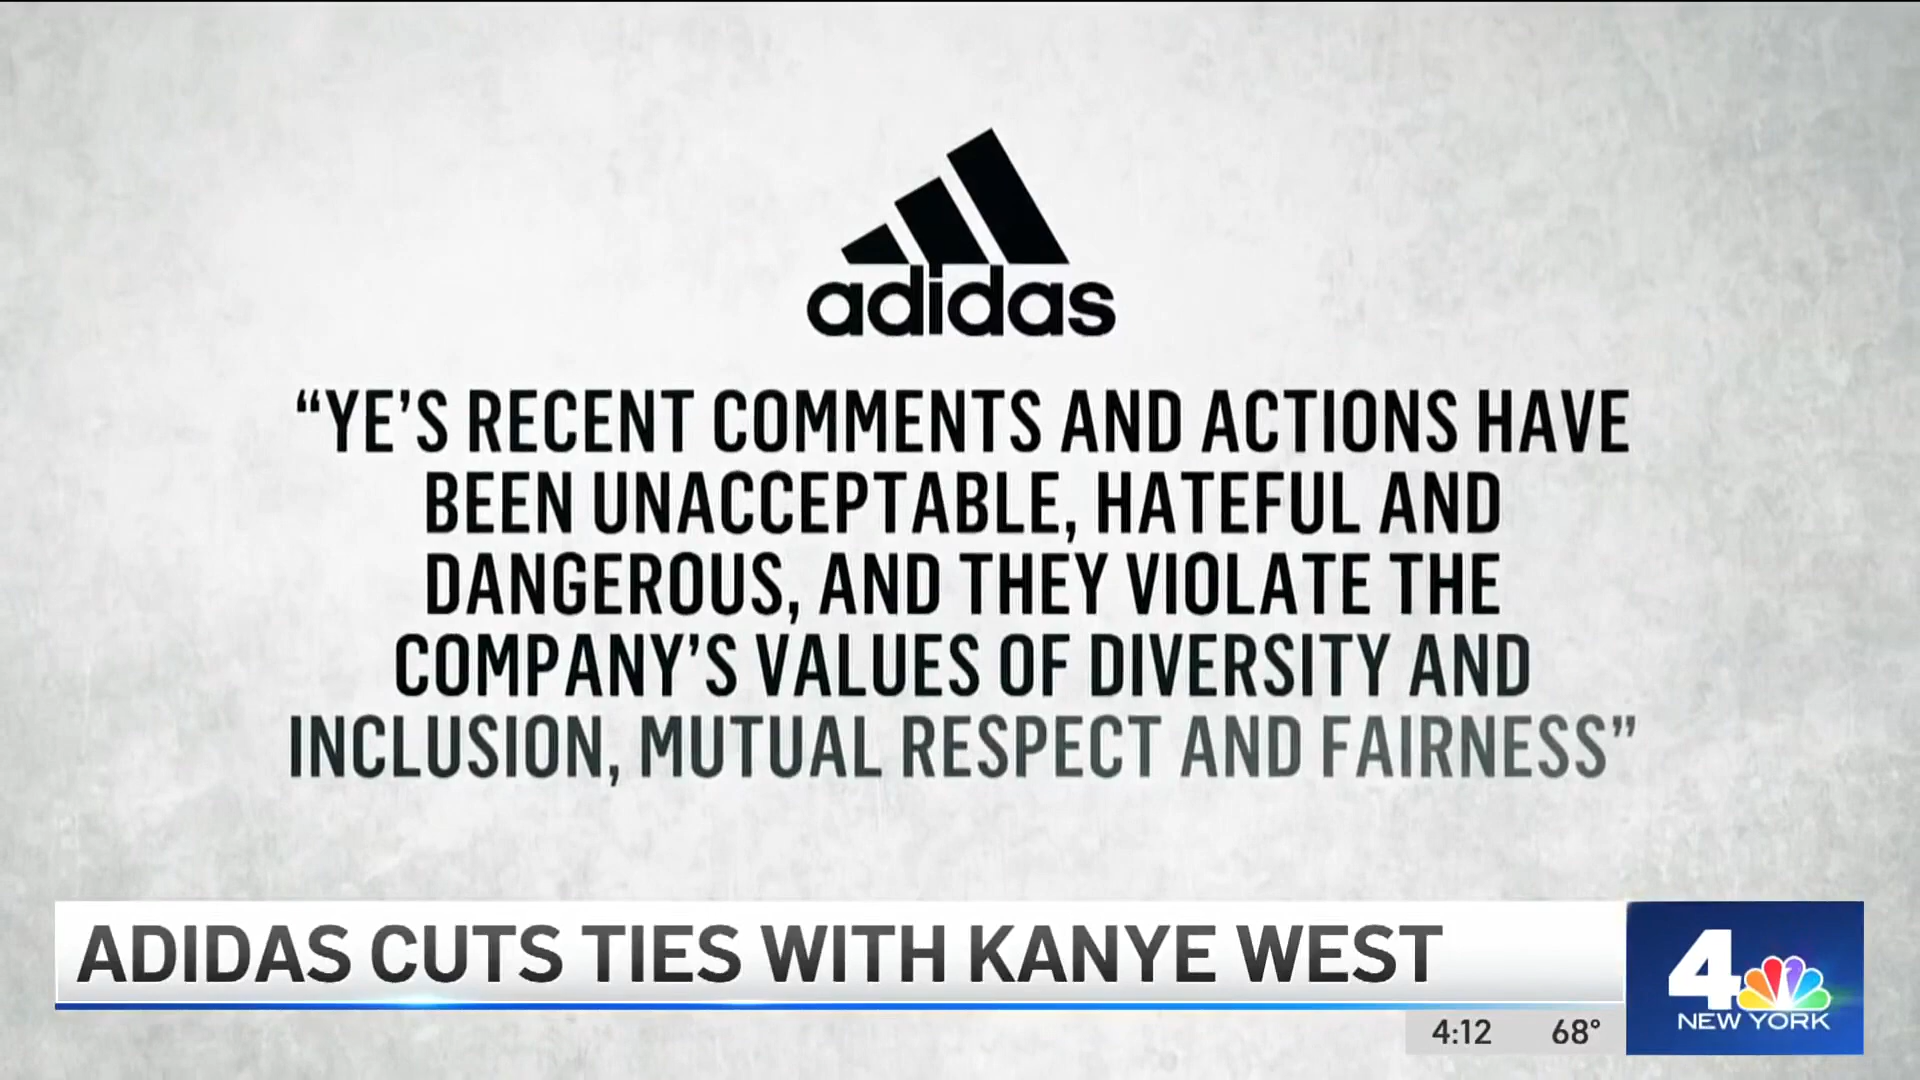 adidas
“YE’S RECENT COMMENTS AND ACTIONS HAVE
BEEN UNACCEPTABLE, HATEFUL AND
DANGEROUS, AND THEY VIOLATE THE
COMPANY’S VALUES OF DIVERSITY AND
INCLUSION, MUTUAL RESPECT AND FAIRNESS”
ADIDAS CUTS TIES WITH KANYE WEST
4
NEW YORK
4:12 68°